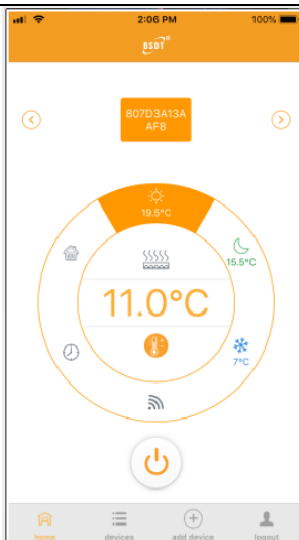 2:06 PM
100%
BSDT
807D3A13A
AF8
19.5°C
15.5°C
11.0°C
7°C
home
devices
add device
logout